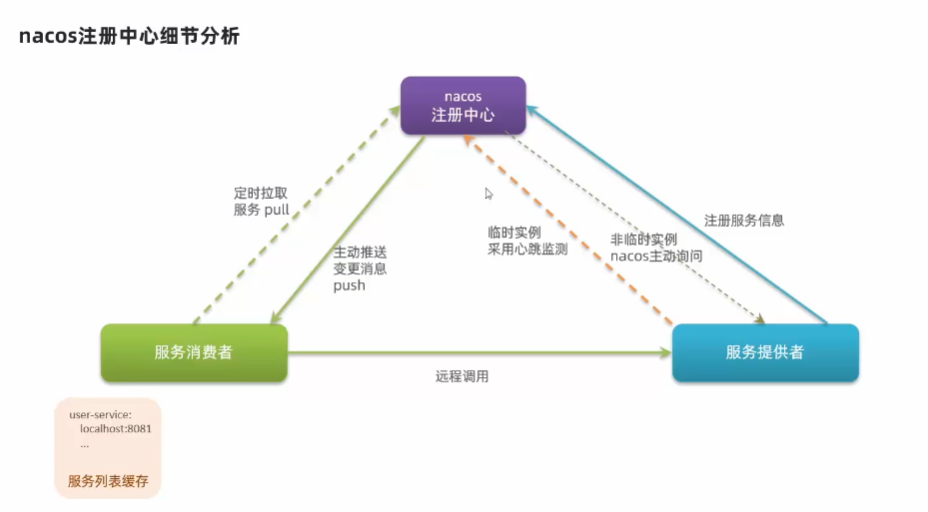 nacos注册中心细节分析
nacos
注册中心
定时拉取
服务 pull
主动推送
变更消息
push
临时实例
采用心跳监测
非临时实例
nacos主动询问
注册服务信息
服务消费者
服务提供者
远程调用
user-service:
localhost:8081
...
服务列表缓存